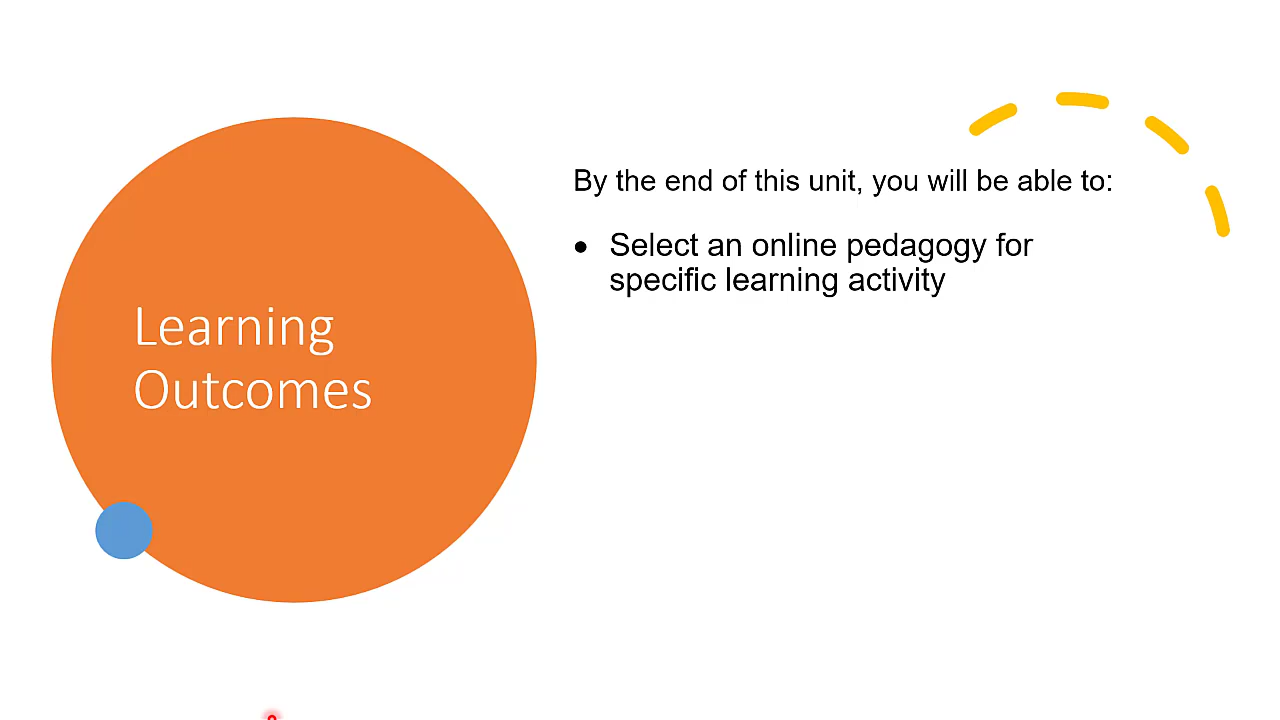 Learning
Outcomes
By the end of this unit, you will be able to:
● Select an online pedagogy for
specific learning activity